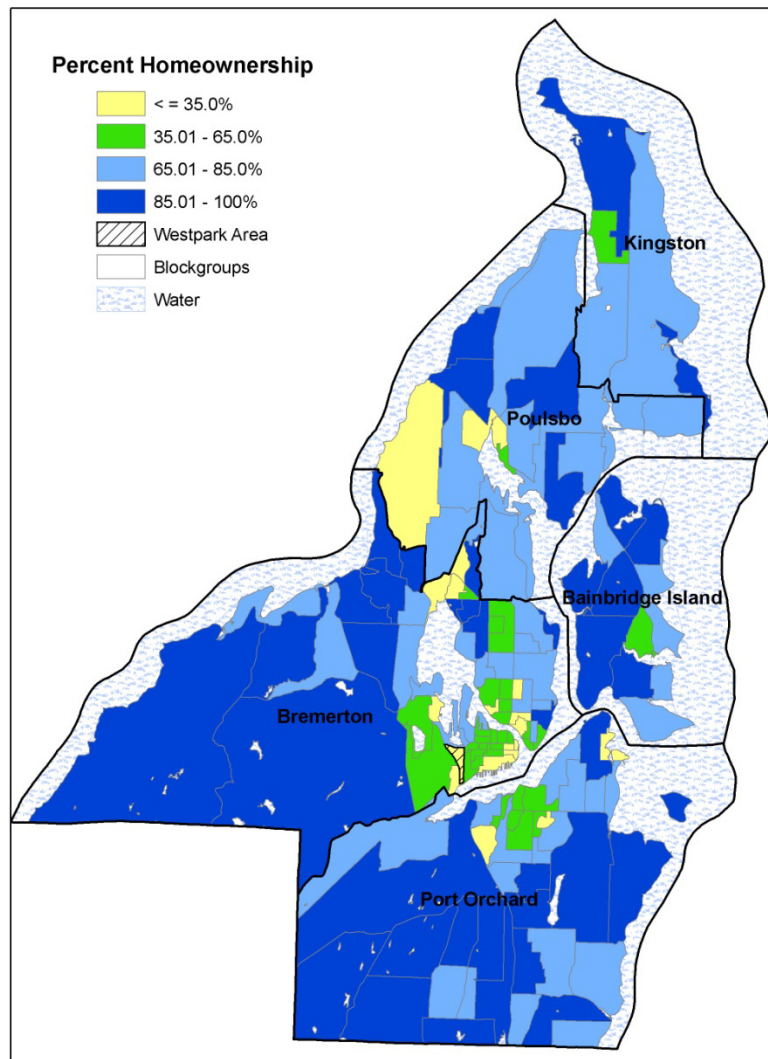 Percent Homeownership
< = 35.0%
35.01 - 65.0%
65.01 - 85.0%
85.01 - 100%
Westpark Area
Blockgroups
Water
Kingston
Poulsbo
Bainbridge Island
Bremerton
Port Orchard